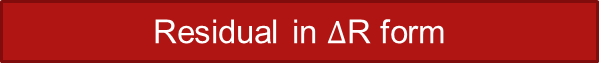 Residual in ΔR form